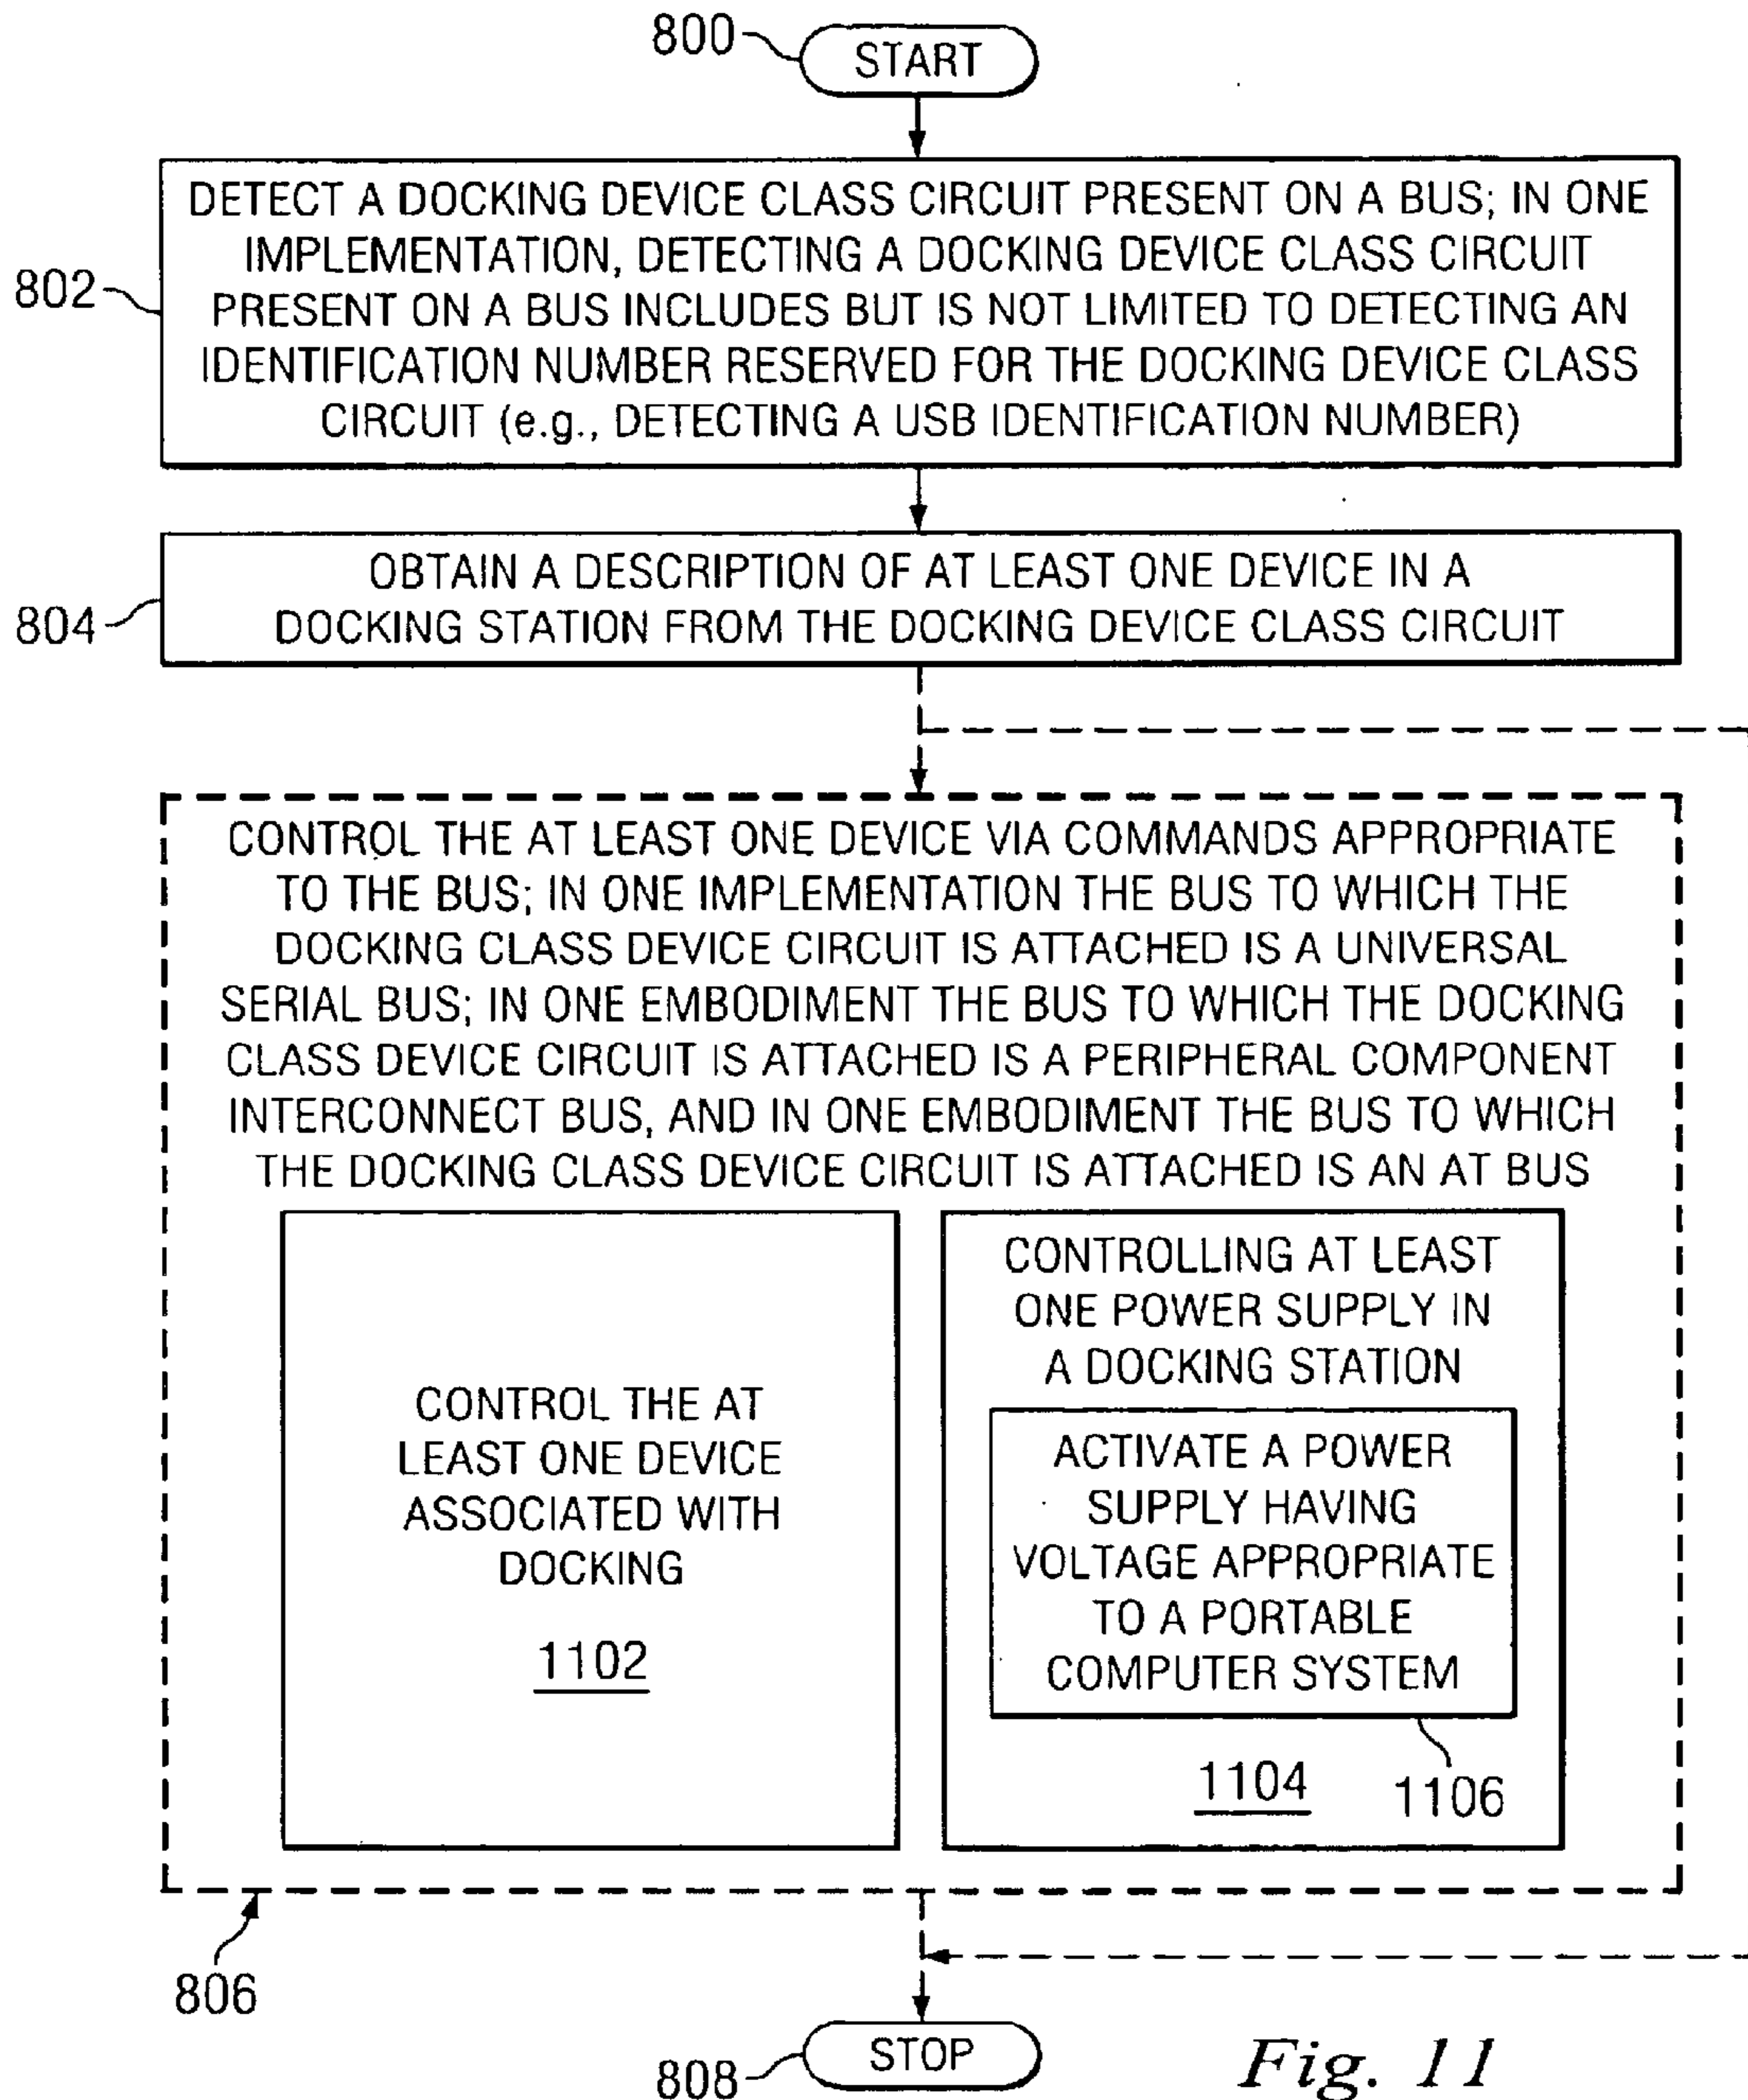 800
START
802
DETECT A DOCKING DEVICE CLASS CIRCUIT PRESENT ON A BUS; IN ONE
IMPLEMENTATION, DETECTING A DOCKING DEVICE CLASS CIRCUIT
PRESENT ON A BUS INCLUDES BUT IS NOT LIMITED TO DETECTING AN
IDENTIFICATION NUMBER RESERVED FOR THE DOCKING DEVICE CLASS
CIRCUIT (e.g., DETECTING A USB IDENTIFICATION NUMBER)
804
OBTAIN A DESCRIPTION OF AT LEAST ONE DEVICE IN A
DOCKING STATION FROM THE DOCKING DEVICE CLASS CIRCUIT
CONTROL THE AT LEAST ONE DEVICE VIA COMMANDS APPROPRIATE
TO THE BUS; IN ONE IMPLEMENTATION THE BUS TO WHICH THE
DOCKING CLASS DEVICE CIRCUIT IS ATTACHED IS A UNIVERSAL
SERIAL BUS; IN ONE EMBODIMENT THE BUS TO WHICH THE DOCKING
CLASS DEVICE CIRCUIT IS ATTACHED IS A PERIPHERAL COMPONENT
INTERCONNECT BUS, AND IN ONE EMBODIMENT THE BUS TO WHICH
THE DOCKING CLASS DEVICE CIRCUIT IS ATTACHED IS AN AT BUS
CONTROL THE AT
LEAST ONE DEVICE
ASSOCIATED WITH
DOCKING
1102
CONTROLLING AT LEAST
ONE POWER SUPPLY IN
A DOCKING STATION
ACTIVATE A POWER
SUPPLY HAVING
VOLTAGE APPROPRIATE
TO A PORTABLE
COMPUTER SYSTEM
1104
1106
806
808
STOP
Fig. 11